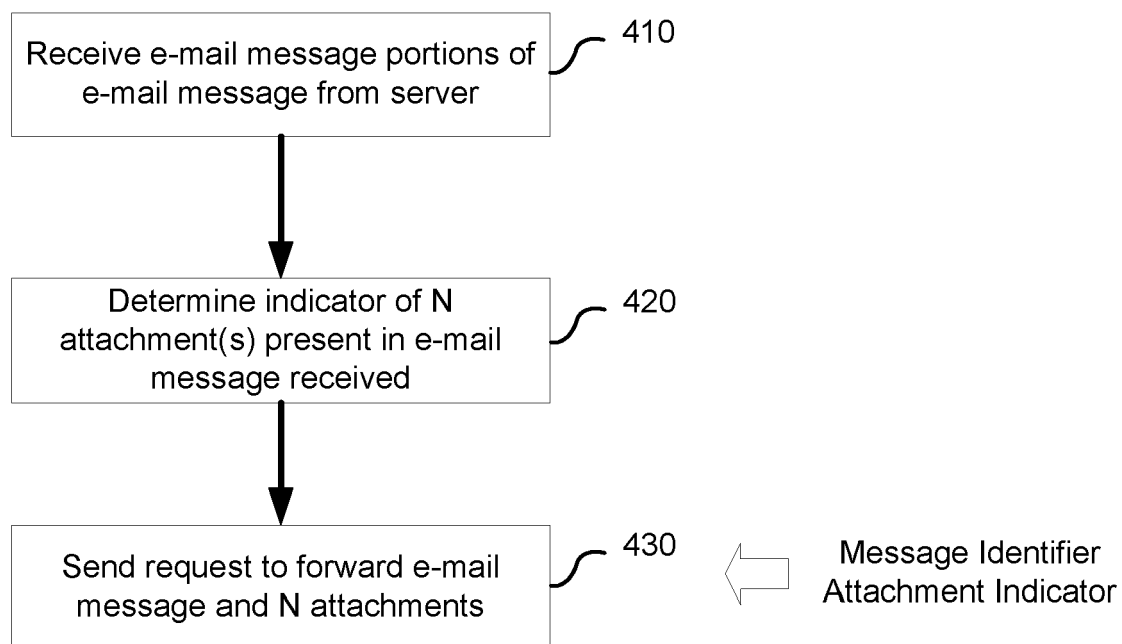 Receive e-mail message portions of
e-mail message from server
410
Determine indicator of N
attachment(s) present in e-mail
message received
420
Send request to forward e-mail
message and N attachments
430
Message Identifier
Attachment Indicator